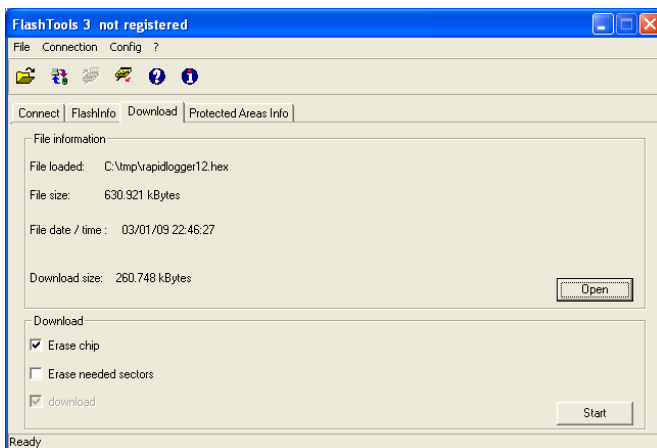 FlashTools 3 not registered
File Connection Config ?
Connect FlashInfo Download Protected Areas Info
File information
File loaded: C:\tmp\rapidlogger12.hex
File size: 630.921 kBytes
File date / time : 03/01/09 22:46:27
Download size: 260.748 kBytes
Open
Download
Erase chip
Erase needed sectors
download
Start
Ready